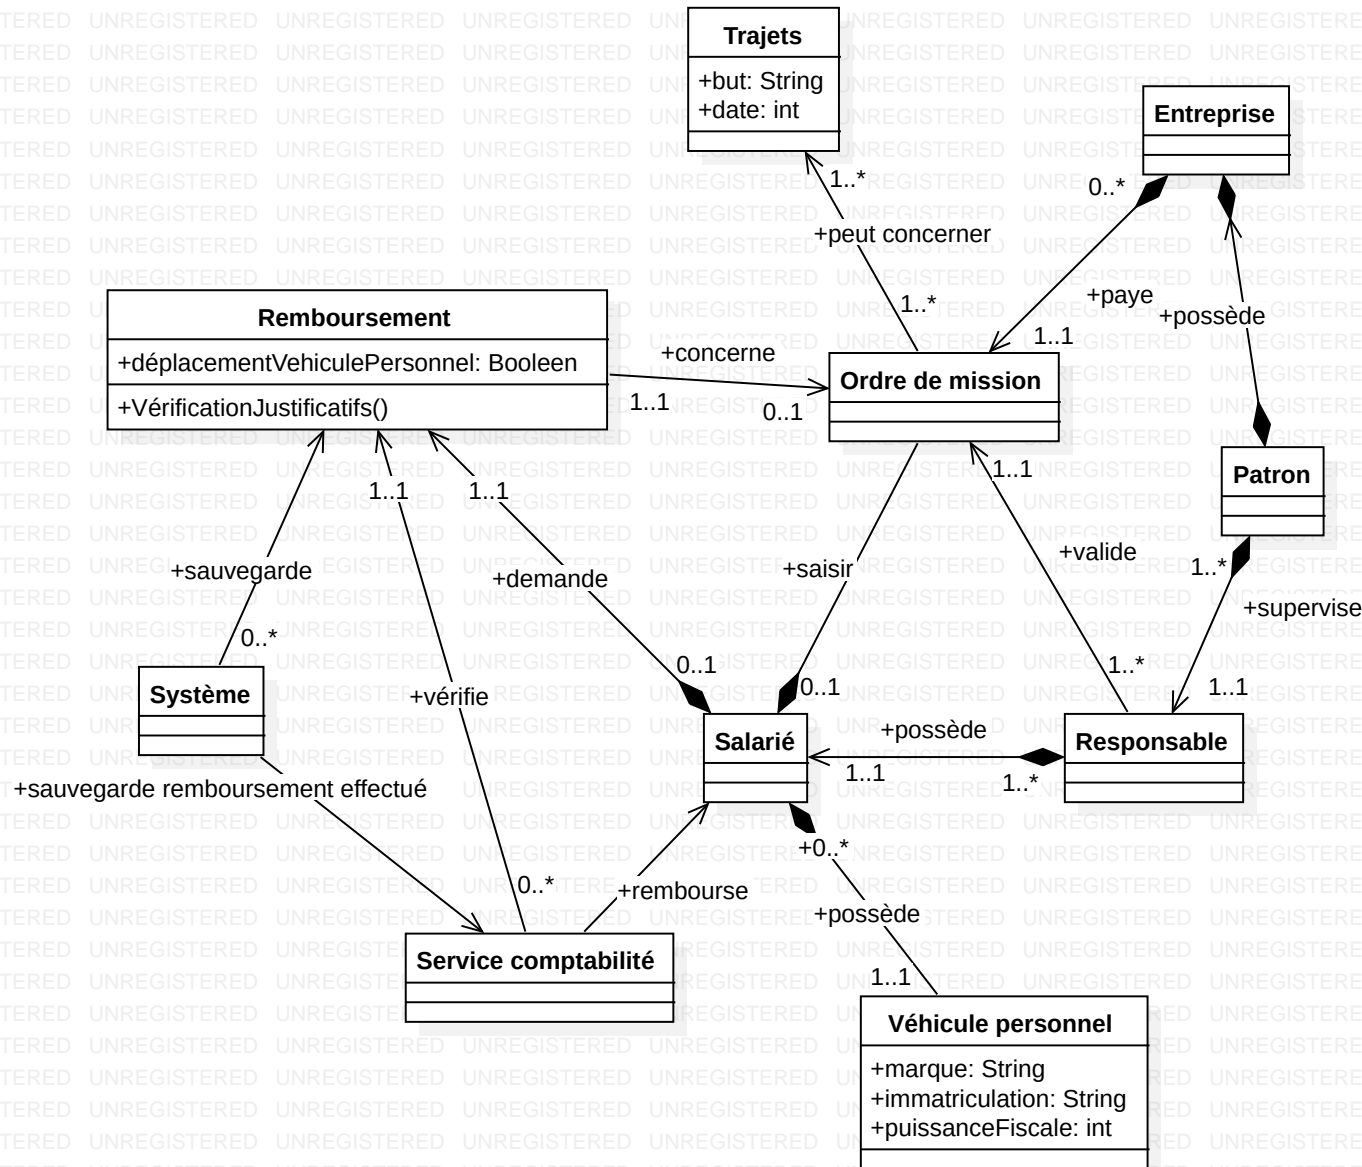 Trajets
+but: String
+date: int
Entreprise
1..*
0..*
+peut concerner
+paye
+possède
1..*
1..1
Remboursement
+déplacementVehiculePersonnel: Booleen
+VérificationJustificatifs()
+concerne
1..1
0..1
Ordre de mission
1..1
1..1
1..1
Patron
+sauvegarde
+demande
+saisir
+valide
1..*
+supervise
0..*
0..1
0..1
1..*
1..1
Système
+vérifie
Salarié
+possède
1..1
1..*
Responsable
+sauvegarde remboursement effectué
+0..*
0..*
+rembourse
+possède
1..1
Service comptabilité
Véhicule personnel
+marque: String
+immatriculation: String
+puissanceFiscale: int
UNREGISTERED